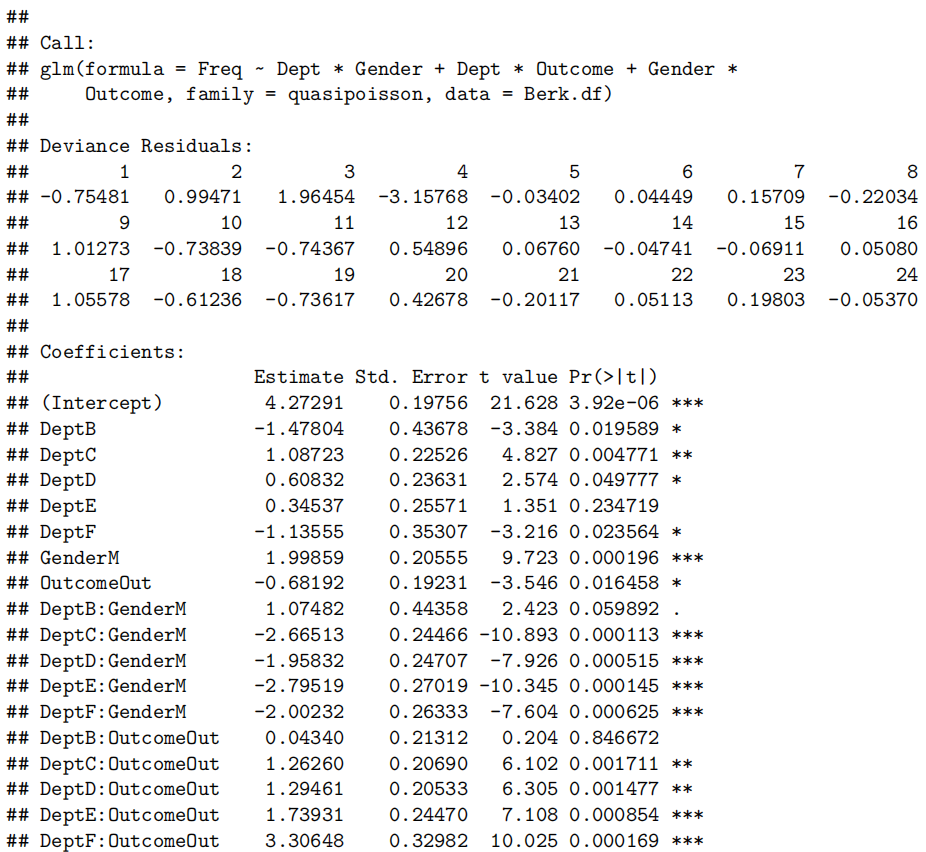 ##
## Call:
## glm(formula = Freq ~ Dept * Gender + Dept * Outcome + Gender *
##     Outcome, family = quasipoisson, data = Berk.df)
##
## Deviance Residuals:
##        1         2         3         4         5         6         7         8
## -0.75481   0.99471   1.96454  -3.15768  -0.03402   0.04449   0.15709  -0.22034
##        9        10        11        12        13        14        15        16
##  1.01273  -0.73839  -0.74367   0.54896   0.06760  -0.04741  -0.06911   0.05080
##       17        18        19        20        21        22        23        24
##  1.05578  -0.61236  -0.73617   0.42678  -0.20117   0.05113   0.19803  -0.05370
##
## Coefficients:
##                   Estimate Std. Error t value Pr(>|t|)
## (Intercept)        4.27291    0.19756  21.628 3.92e-06 ***
## DeptB             -1.47804    0.43678  -3.384 0.019589 *
## DeptC              1.08723    0.22526   4.827 0.004771 **
## DeptD              0.60832    0.23631   2.574 0.049777 *
## DeptE              0.34537    0.25571   1.351 0.234719
## DeptF             -1.13555    0.35307  -3.216 0.023564 *
## GenderM            1.99859    0.20555   9.723 0.000196 ***
## OutcomeOut        -0.68192    0.19231  -3.546 0.016458 *
## DeptB:GenderM      1.07482    0.44358   2.423 0.059892 .
## DeptC:GenderM     -2.66513    0.24466 -10.893 0.000113 ***
## DeptD:GenderM     -1.95832    0.24707  -7.926 0.000515 ***
## DeptE:GenderM     -2.79519    0.27019 -10.345 0.000145 ***
## DeptF:GenderM     -2.00232    0.26333  -7.604 0.000625 ***
## DeptB:OutcomeOut   0.04340    0.21312   0.204 0.846672
## DeptC:OutcomeOut   1.26260    0.20690   6.102 0.001711 **
## DeptD:OutcomeOut   1.29461    0.20533   6.305 0.001477 **
## DeptE:OutcomeOut   1.73931    0.24470   7.108 0.000854 ***
## DeptF:OutcomeOut   3.30648    0.32982  10.025 0.000169 ***